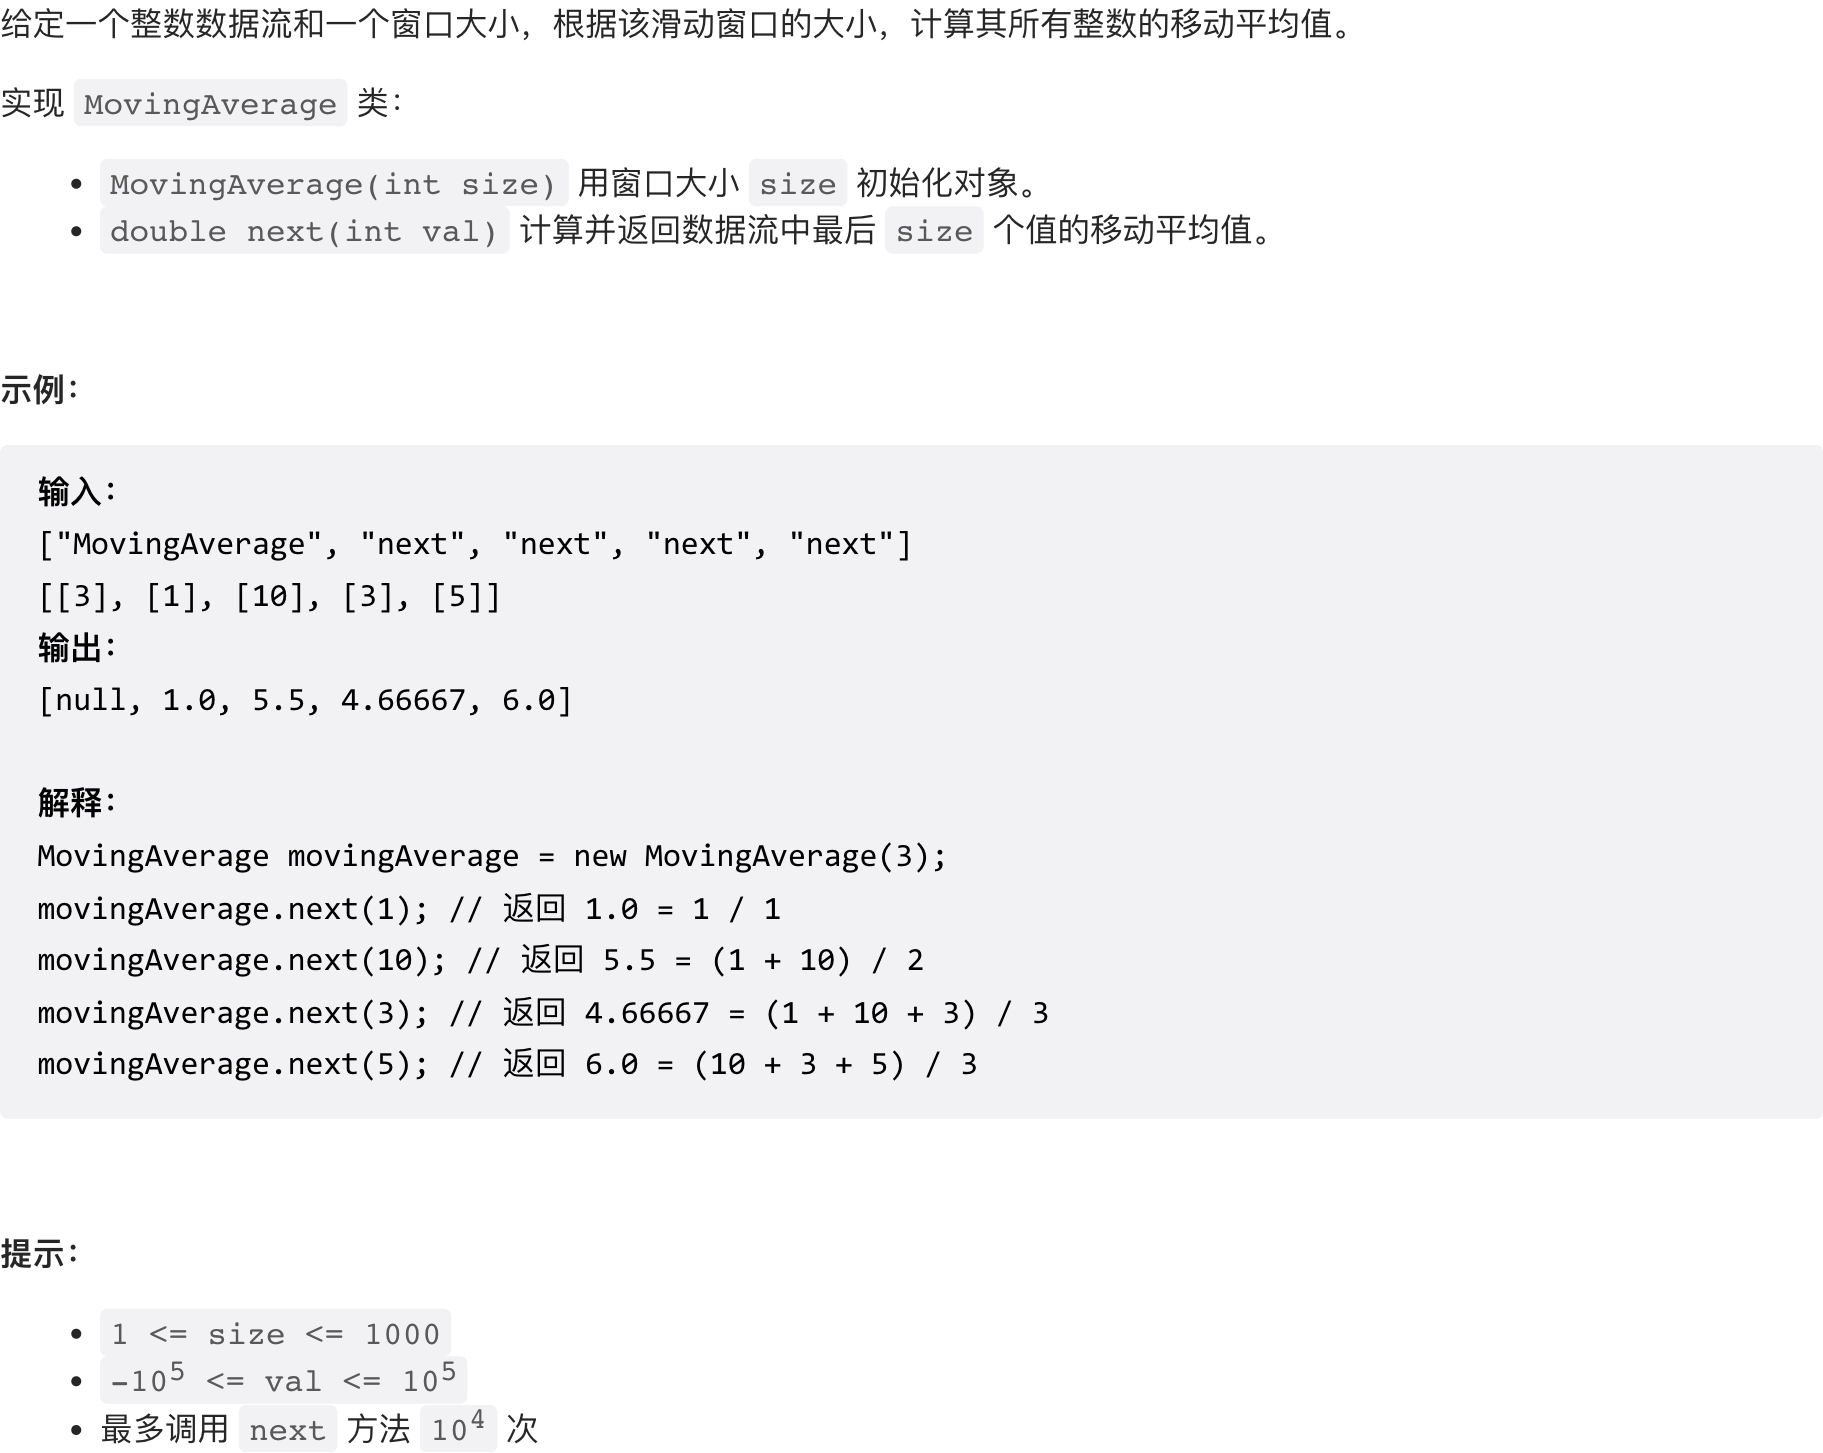 给定一个整数数据流和一个窗口大小，根据该滑动窗口的大小，计算其所有整数的移动平均值。
实现 MovingAverage 类：
• MovingAverage(int size) 用窗口大小 size 初始化对象。
• double next(int val) 计算并返回数据流中最后 size 个值的移动平均值。
示例：
输入：
["MovingAverage", "next", "next", "next", "next"]
[[3], [1], [10], [3], [5]]
输出：
[null, 1.0, 5.5, 4.66667, 6.0]
解释：
MovingAverage movingAverage = new MovingAverage(3);
movingAverage.next(1); // 返回 1.0 = 1 / 1
movingAverage.next(10); // 返回 5.5 = (1 + 10) / 2
movingAverage.next(3); // 返回 4.66667 = (1 + 10 + 3) / 3
movingAverage.next(5); // 返回 6.0 = (10 + 3 + 5) / 3
提示：
• 1 <= size <= 1000
• -10⁵ <= val <= 10⁵
• 最多调用 next 方法 10⁴ 次